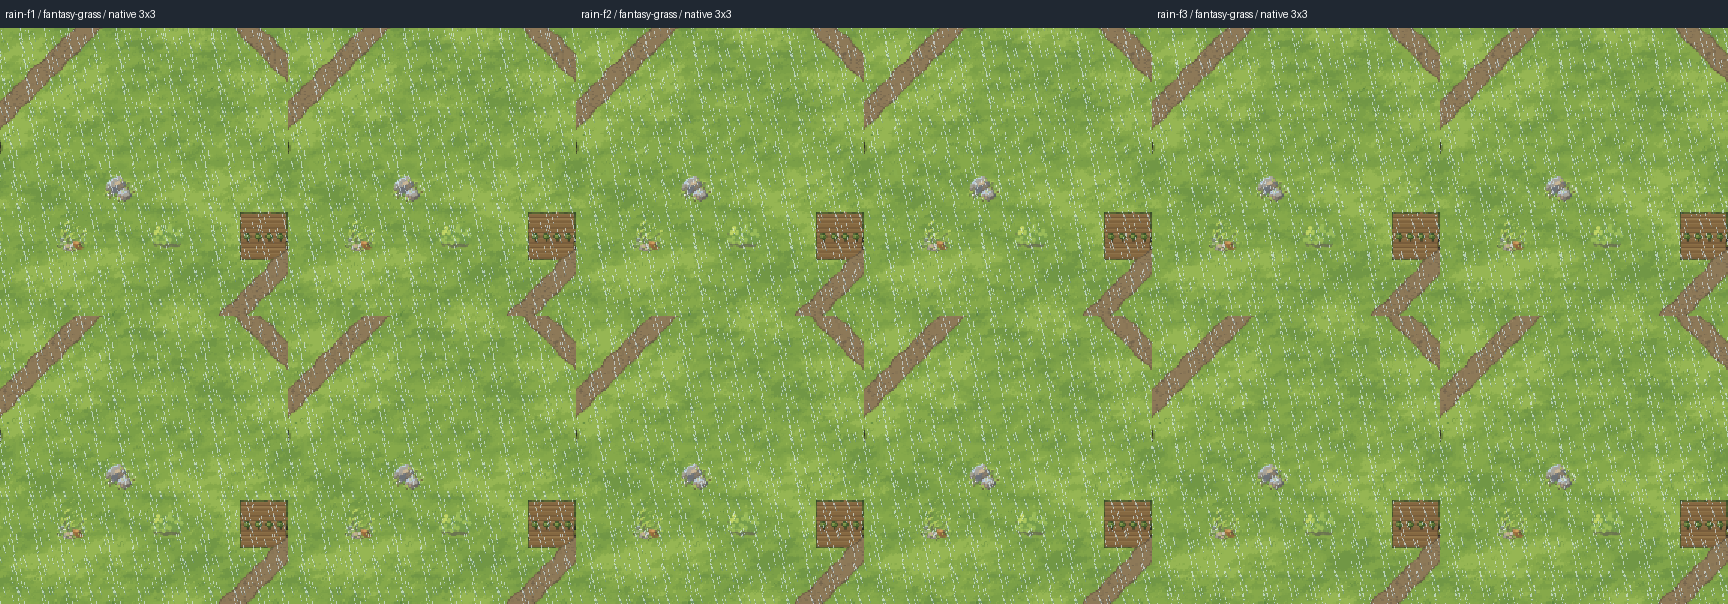 rain-f1 / fantasy-grass / native 3x3
rain-f2 / fantasy-grass / native 3x3
rain-f3 / fantasy-grass / native 3x3